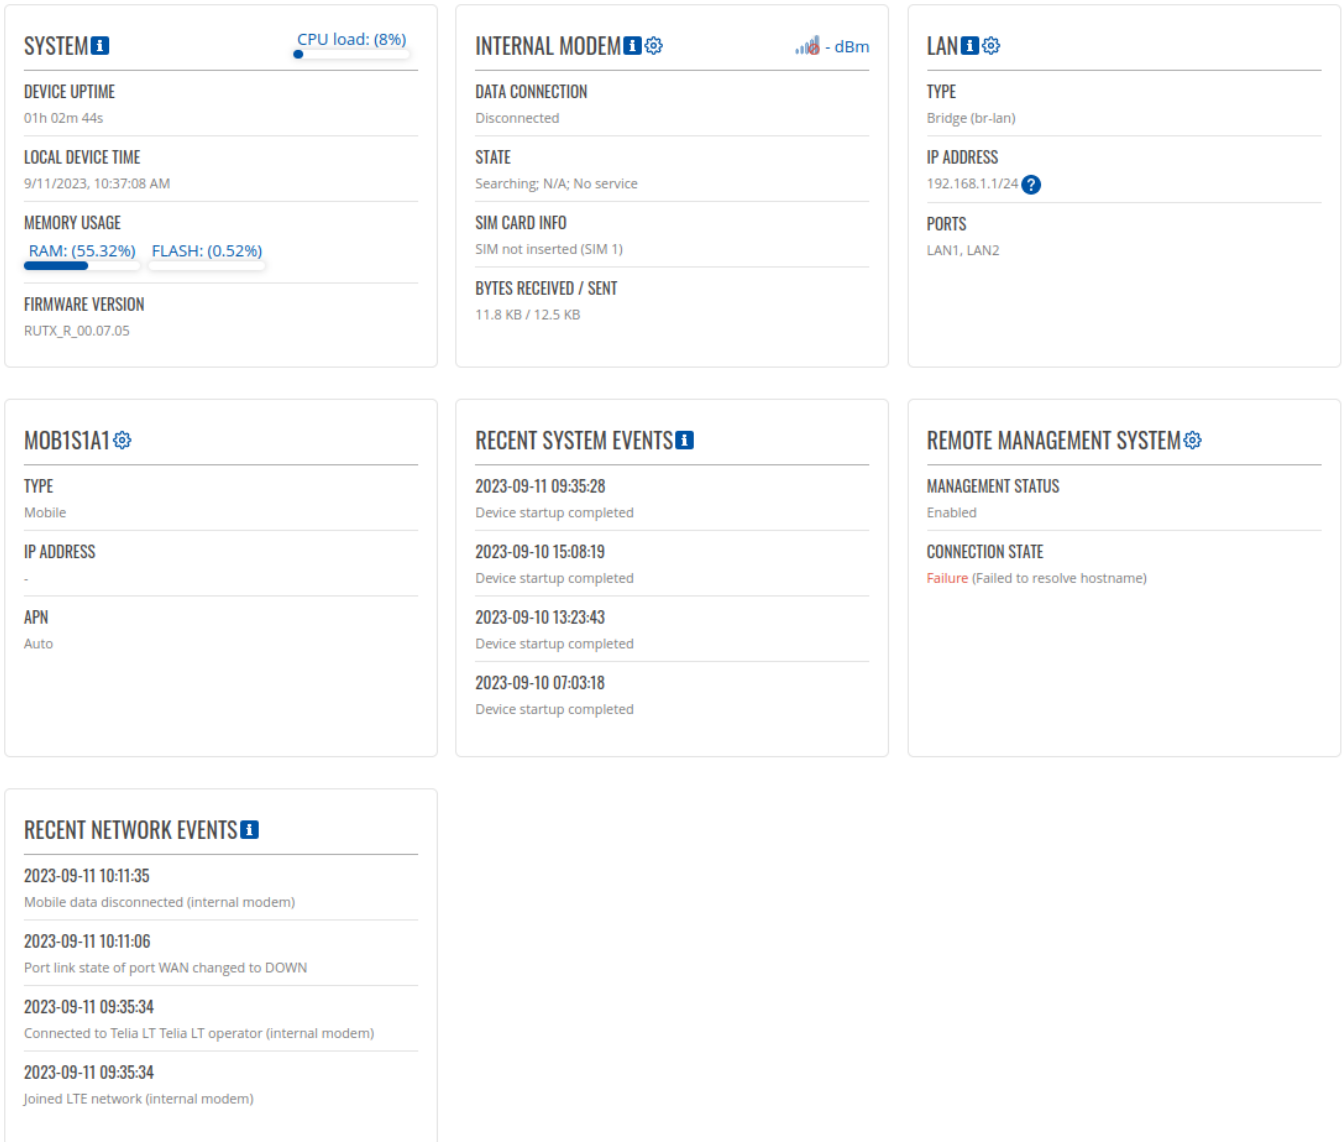 SYSTEM
CPU load: (8%)
DEVICE UPTIME
01h 02m 44s
LOCAL DEVICE TIME
9/11/2023, 10:37:08 AM
MEMORY USAGE
RAM: (55.32%) FLASH: (0.52%)
FIRMWARE VERSION
RUTX_R_00.07.05
INTERNAL MODEM
- dBm
DATA CONNECTION
Disconnected
STATE
Searching; N/A; No service
SIM CARD INFO
SIM not inserted (SIM 1)
BYTES RECEIVED / SENT
11.8 KB / 12.5 KB
LAN
TYPE
Bridge (br-lan)
IP ADDRESS
192.168.1.1/24
PORTS
LAN1, LAN2
MOB1S1A1
TYPE
Mobile
IP ADDRESS
-
APN
Auto
RECENT SYSTEM EVENTS
2023-09-11 09:35:28
Device startup completed
2023-09-10 15:08:19
Device startup completed
2023-09-10 13:23:43
Device startup completed
2023-09-10 07:03:18
Device startup completed
REMOTE MANAGEMENT SYSTEM
MANAGEMENT STATUS
Enabled
CONNECTION STATE
Failure (Failed to resolve hostname)
RECENT NETWORK EVENTS
2023-09-11 10:11:35
Mobile data disconnected (internal modem)
2023-09-11 10:11:06
Port link state of port WAN changed to DOWN
2023-09-11 09:35:34
Connected to Telia LT Telia LT operator (internal modem)
2023-09-11 09:35:34
Joined LTE network (internal modem)